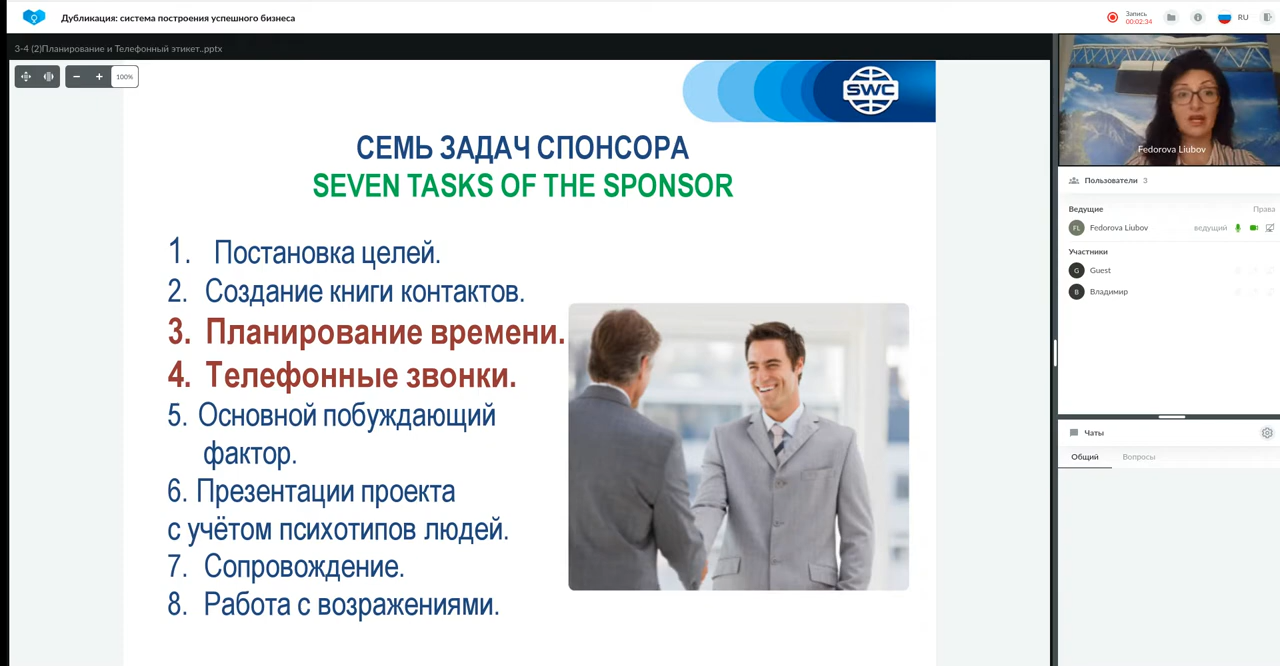 Дубликация: система построения успешного бизнеса
Запись
00:02:34
RU
3-4 (2)Планирование и Телефонный этикет..pptx
100%
SWC
СЕМЬ ЗАДАЧ СПОНСОРА
SEVEN TASKS OF THE SPONSOR
1. Постановка целей.
2. Создание книги контактов.
3. Планирование времени.
4. Телефонные звонки.
5. Основной побуждающий
фактор.
6. Презентации проекта
с учётом психотипов людей.
7. Сопровождение.
8. Работа с возражениями.
Fedorova Liubov
Пользователи 3
Ведущие Права
FL Fedorova Liubov ведущий
Участники
G Guest
В Владимир
Чаты
Общий Вопросы